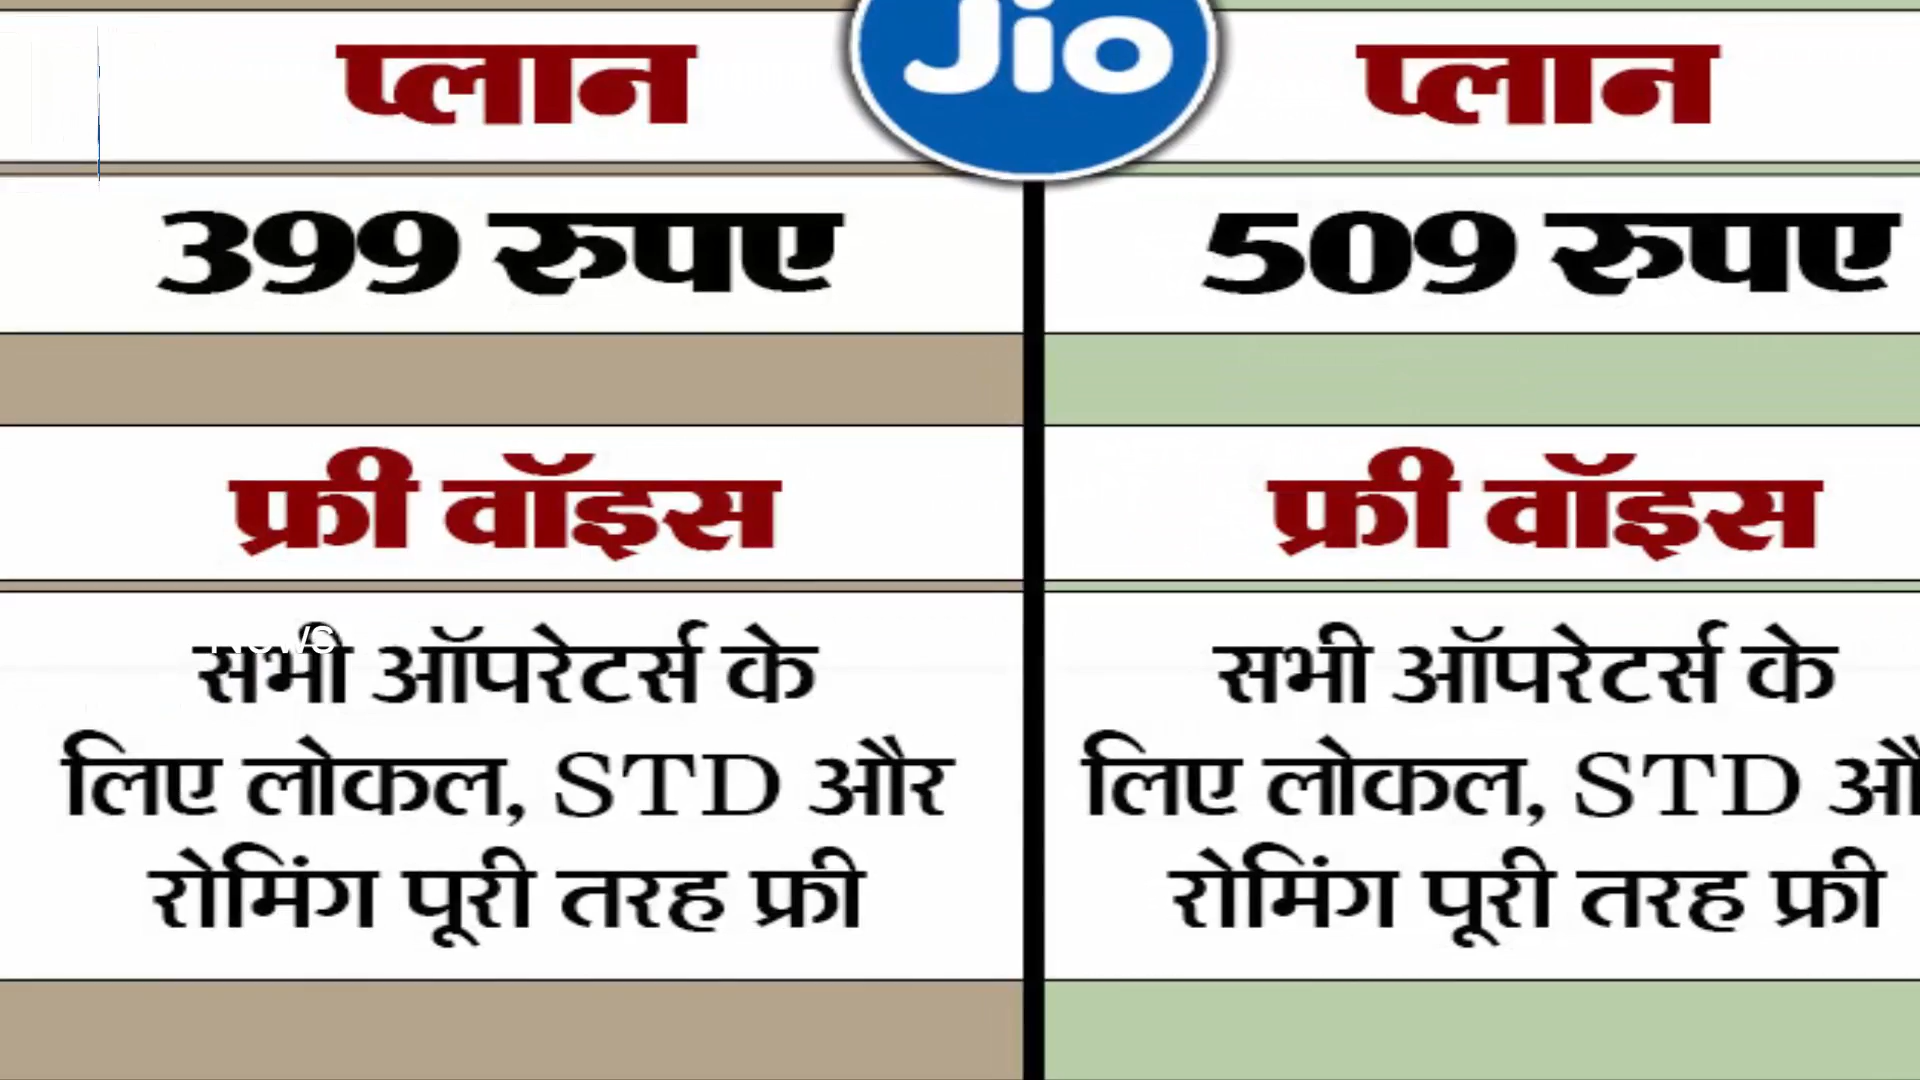 Jio
प्लान
399 रुपए
फ्री वॉइस
सभी ऑपरेटर्स के
लिए लोकल, STD और
रोमिंग पूरी तरह फ्री
News
प्लान
509 रुपए
फ्री वॉइस
सभी ऑपरेटर्स के
लिए लोकल, STD औ
रोमिंग पूरी तरह फ्री